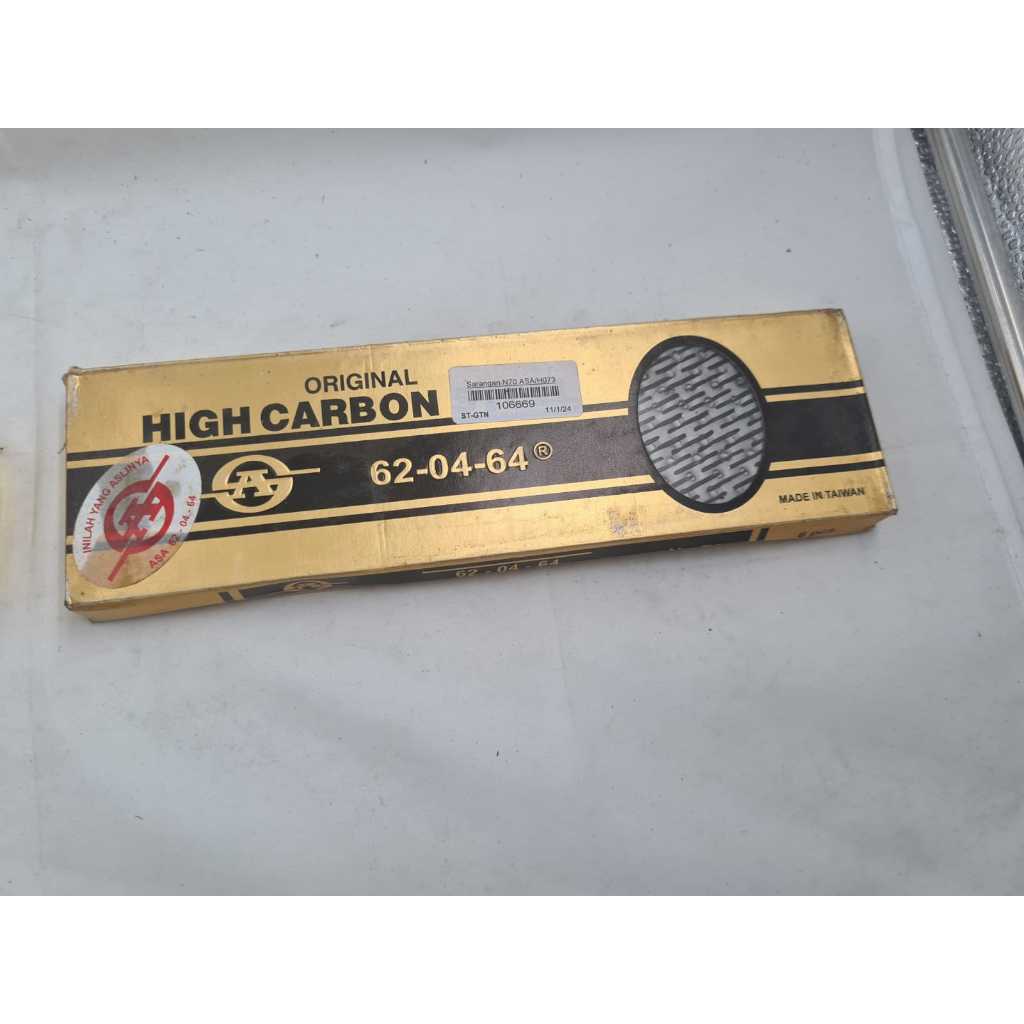 ORIGINAL
HIGH CARBON
Sarangan N70 ASA/H073
106669
ST-GTN 11/1/24
INILAH YANG ASLINYA
ASA 62 - 04 - 64
62-04-64®
MADE IN TAIWAN
62 - 04 - 64